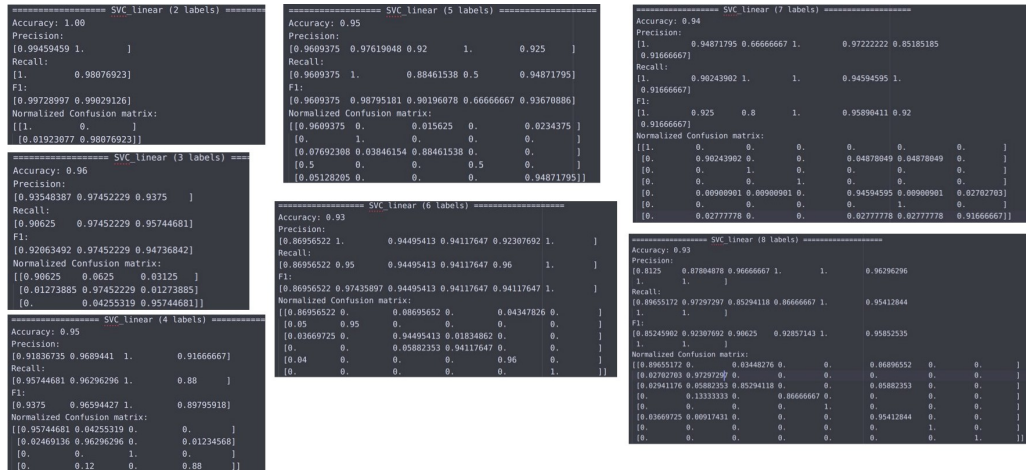 ================== SVC_linear (2 labels) ========
Accuracy: 1.00
Precision:
[0.99459459 1.        ]
Recall:
[1.         0.98076923]
F1:
[0.99728997 0.99029126]
Normalized Confusion matrix:
[[1.         0.        ]
[0.01923077 0.98076923]]
================== SVC_linear (3 labels) ====
Accuracy: 0.96
Precision:
[0.93548387 0.97452229 0.9375    ]
Recall:
[0.90625    0.97452229 0.95744681]
F1:
[0.92063492 0.97452229 0.94736842]
Normalized Confusion matrix:
[[0.90625    0.0625     0.03125   ]
[0.01273885 0.97452229 0.01273885]
[0.         0.04255319 0.95744681]]
================== SVC_linear (4 labels) ===========
Accuracy: 0.95
Precision:
[0.91836735 0.9689441  1.         0.91666667]
Recall:
[0.95744681 0.96296296 1.         0.88      ]
F1:
[0.9375     0.96594427 1.         0.89795918]
Normalized Confusion matrix:
[[0.95744681 0.04255319 0.         0.        ]
[0.02469136 0.96296296 0.         0.01234568]
[0.         0.         1.         0.        ]
[0.         0.12       0.         0.88      ]]
================== SVC_linear (5 labels) ===================
Accuracy: 0.95
Precision:
[0.9609375  0.97619048 0.92       1.         0.925     ]
Recall:
[0.9609375  1.         0.88461538 0.5        0.94871795]
F1:
[0.9609375  0.98795181 0.90196078 0.66666667 0.93670886]
Normalized Confusion matrix:
[[0.9609375  0.         0.015625   0.         0.0234375 ]
[0.         1.         0.         0.         0.        ]
[0.07692308 0.03846154 0.88461538 0.         0.        ]
[0.5        0.         0.         0.5        0.        ]
[0.05128205 0.         0.         0.         0.94871795]]
================== SVC_linear (6 labels) ===================
Accuracy: 0.93
Precision:
[0.86956522 1.         0.94495413 0.94117647 0.92307692 1.        ]
Recall:
[0.86956522 0.95       0.94495413 0.94117647 0.96       1.        ]
F1:
[0.86956522 0.97435897 0.94495413 0.94117647 0.94117647 1.        ]
Normalized Confusion matrix:
[[0.86956522 0.         0.08695652 0.         0.04347826 0.        ]
[0.05       0.95       0.         0.         0.         0.        ]
[0.03669725 0.         0.94495413 0.01834862 0.         0.        ]
[0.         0.         0.05882353 0.94117647 0.         0.        ]
[0.04       0.         0.         0.         0.96       0.        ]
[0.         0.         0.         0.         0.         1.        ]]
================== SVC_linear (7 labels) ===================
Accuracy: 0.94
Precision:
[1.         0.94871795 0.66666667 1.         0.97222222 0.85185185
0.91666667]
Recall:
[1.         0.90243902 1.         1.         0.94594595 1.
0.91666667]
F1:
[1.         0.925      0.8        1.         0.95890411 0.92
0.91666667]
Normalized Confusion matrix:
[[1.         0.         0.         0.         0.         0.         0.        ]
[0.         0.90243902 0.         0.         0.04878049 0.04878049 0.        ]
[0.         0.         1.         0.         0.         0.         0.        ]
[0.         0.         0.         1.         0.         0.         0.        ]
[0.         0.00900901 0.00900901 0.         0.94594595 0.00900901 0.02702703]
[0.         0.         0.         0.         0.         1.         0.        ]
[0.         0.02777778 0.         0.         0.02777778 0.02777778 0.91666667]]
================== SVC_linear (8 labels) ===================
Accuracy: 0.93
Precision:
[0.8125     0.87804878 0.96666667 1.         1.         0.96296296
1.         1.        ]
Recall:
[0.89655172 0.97297297 0.85294118 0.86666667 1.         0.95412844
1.         1.        ]
F1:
[0.85245902 0.92307692 0.90625    0.92857143 1.         0.95852535
1.         1.        ]
Normalized Confusion matrix:
[[0.89655172 0.         0.03448276 0.         0.         0.06896552 0.         0.        ]
[0.02702703 0.97297297 0.         0.         0.         0.         0.         0.        ]
[0.02941176 0.05882353 0.85294118 0.         0.         0.05882353 0.         0.        ]
[0.         0.13333333 0.         0.86666667 0.         0.         0.         0.        ]
[0.         0.         0.         0.         1.         0.         0.         0.        ]
[0.03669725 0.00917431 0.         0.         0.         0.95412844 0.         0.        ]
[0.         0.         0.         0.         0.         0.         1.         0.        ]
[0.         0.         0.         0.         0.         0.         0.         1.        ]]